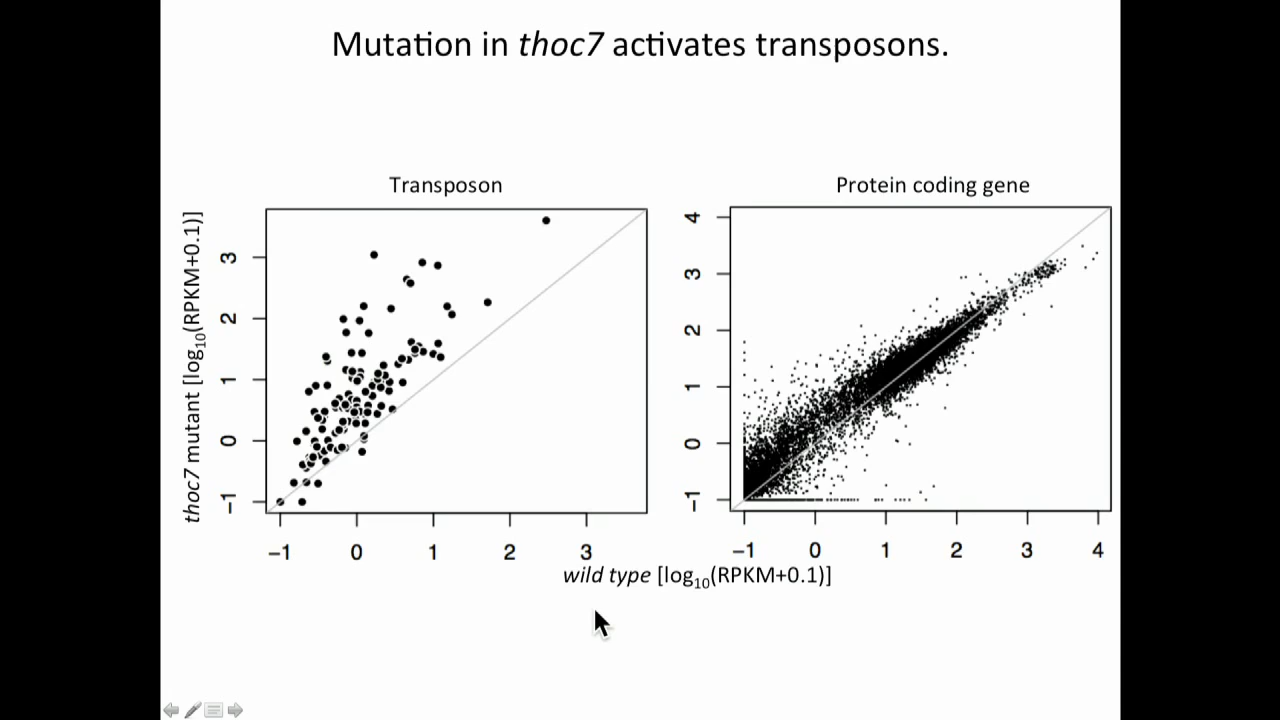 Mutation in thoc7 activates transposons.
Transposon
Protein coding gene
thoc7 mutant [log10(RPKM+0.1)]
3
2
1
0
-1
-1 0 1 2 3
4
3
2
1
0
-1
-1 0 1 2 3 4
wild type [log10(RPKM+0.1)]